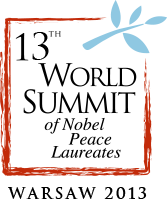 13TH
WORLD
SUMMIT
of Nobel
Peace
Laureates
WARSAW 2013